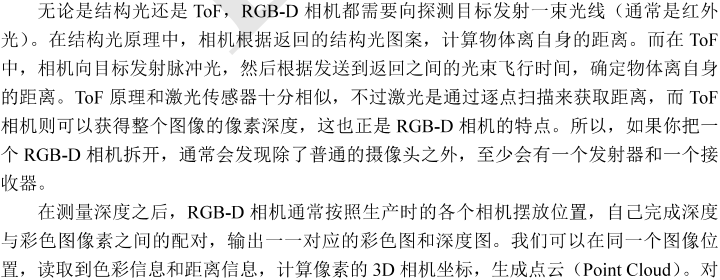 无论是结构光还是 ToF，RGB-D 相机都需要向探测目标发射一束光线（通常是红外
光）。在结构光原理中，相机根据返回的结构光图案，计算物体离自身的距离。而在 ToF
中，相机向目标发射脉冲光，然后根据发送到返回之间的光束飞行时间，确定物体离自身
的距离。ToF 原理和激光传感器十分相似，不过激光是通过逐点扫描来获取距离，而 ToF
相机则可以获得整个图像的像素深度，这也正是 RGB-D 相机的特点。所以，如果你把一
个 RGB-D 相机拆开，通常会发现除了普通的摄像头之外，至少会有一个发射器和一个接
收器。
在测量深度之后，RGB-D 相机通常按照生产时的各个相机摆放位置，自己完成深度
与彩色图像素之间的配对，输出一一对应的彩色图和深度图。我们可以在同一个图像位
置，读取到色彩信息和距离信息，计算像素的 3D 相机坐标，生成点云（Point Cloud）。对